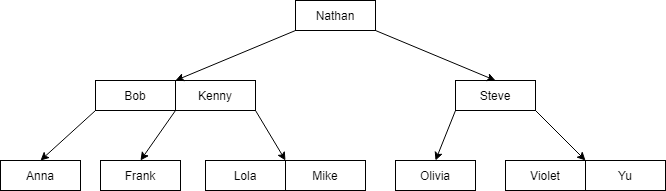 Nathan
Bob Kenny Steve
Anna Frank Lola Mike Olivia Violet Yu